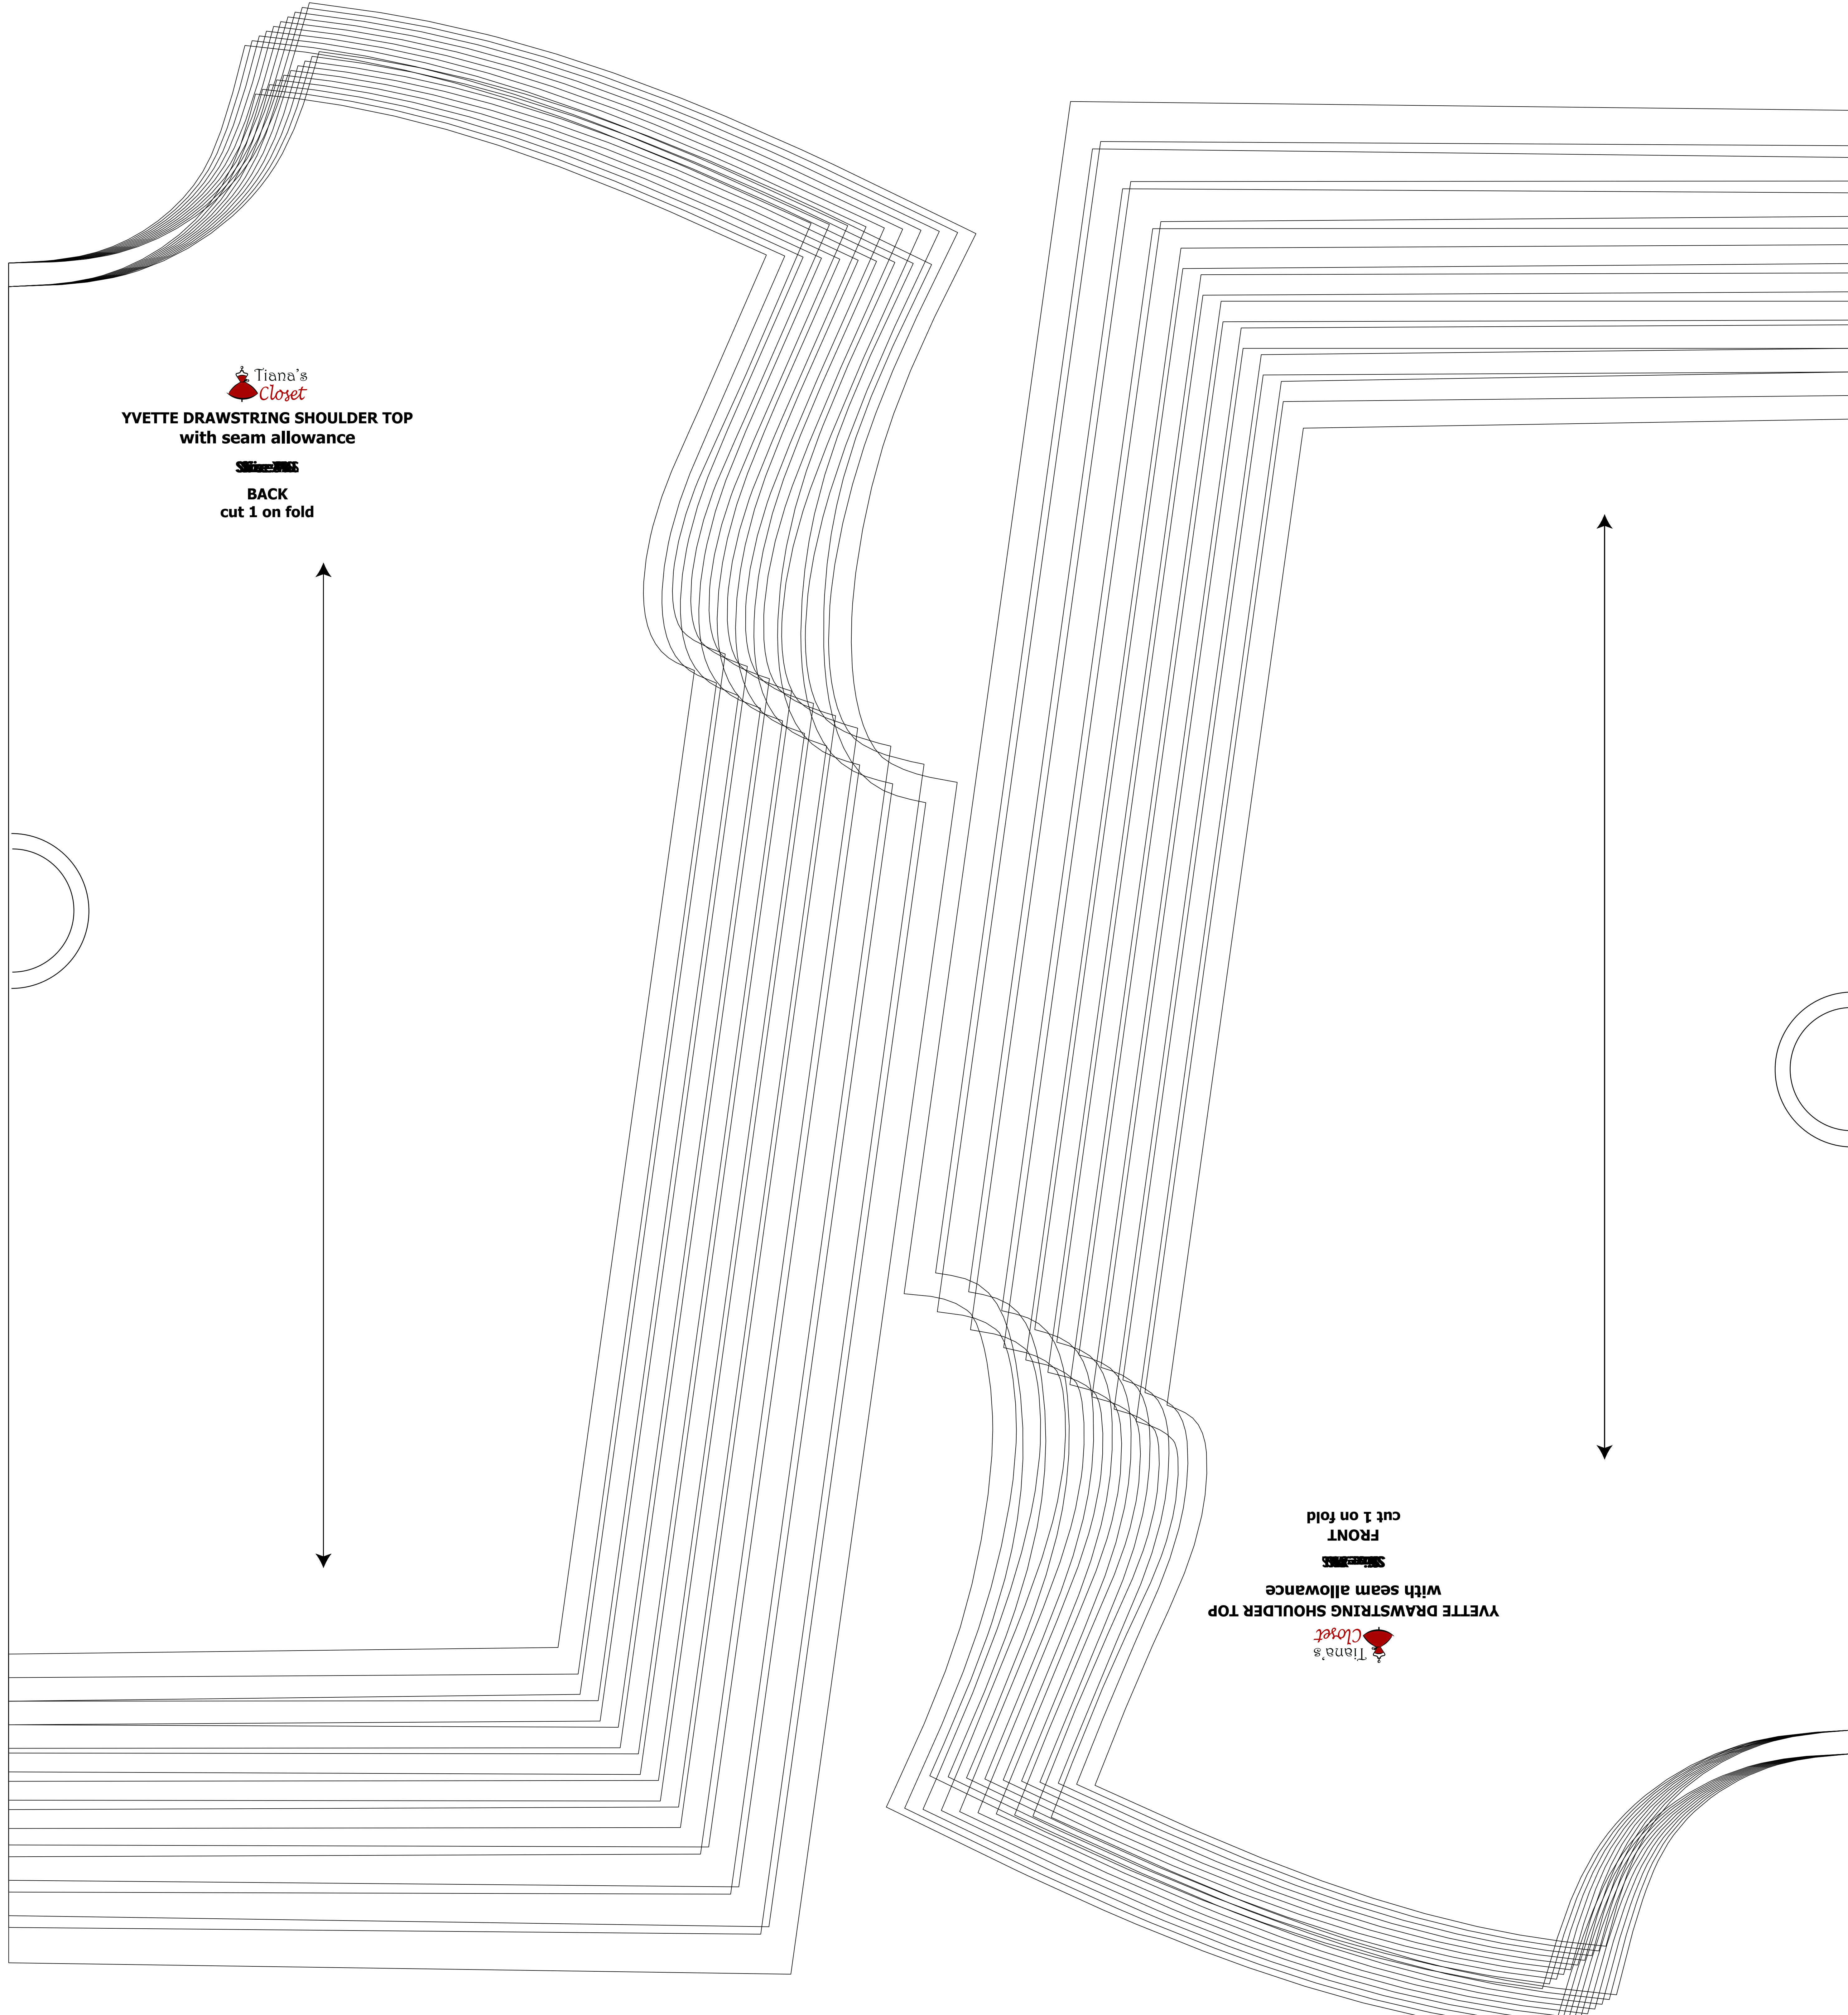 Tiana's
Closet
YVETTE DRAWSTRING SHOULDER TOP
with seam allowance
BACK
cut 1 on fold
Tiana's
Closet
YVETTE DRAWSTRING SHOULDER TOP
with seam allowance
FRONT
cut 1 on fold